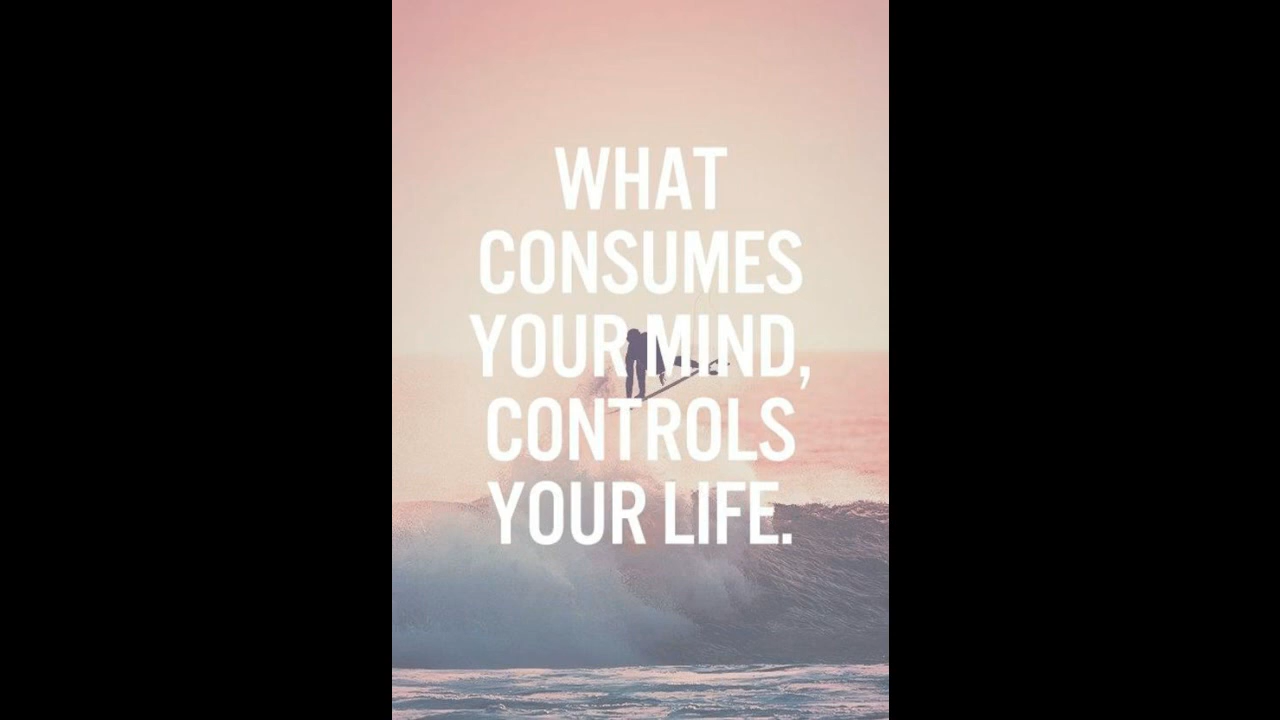 WHAT
CONSUMES
YOUR MIND,
CONTROLS
YOUR LIFE.